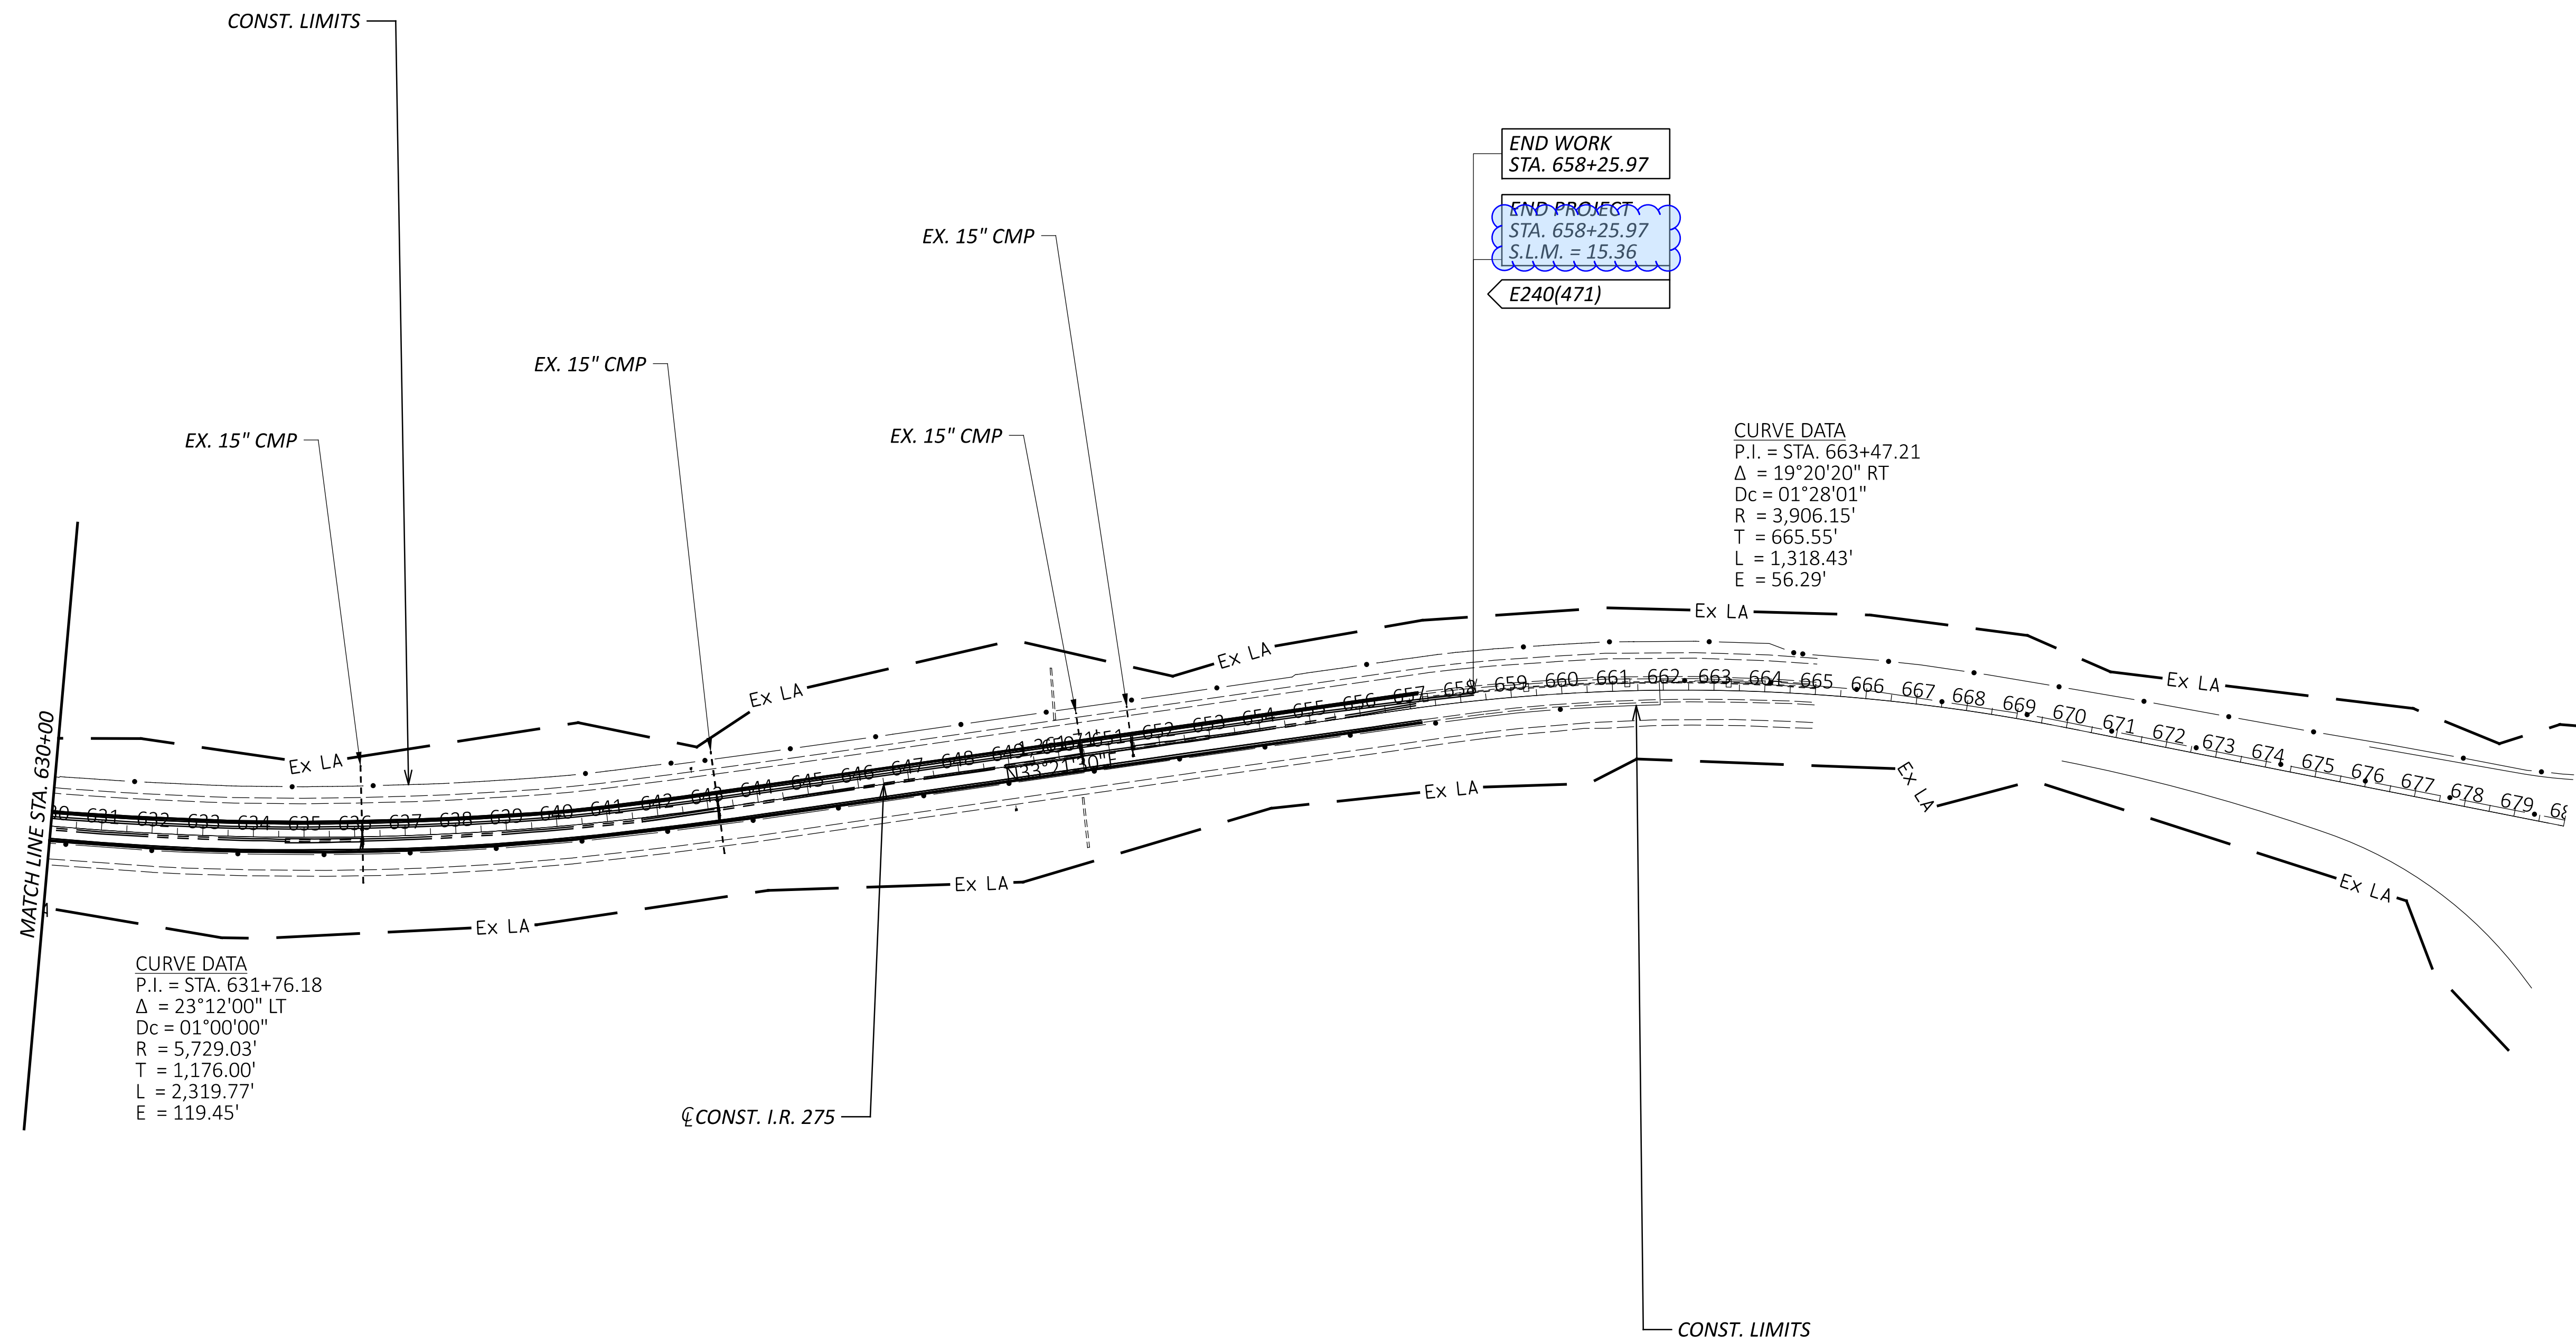 CONST. LIMITS
END WORK
STA. 658+25.97
END PROJECT
STA. 658+25.97
S.L.M. = 15.36
E240(471)
EX. 15" CMP
EX. 15" CMP
EX. 15" CMP
EX. 15" CMP
CURVE DATA
P.I. = STA. 663+47.21
Δ = 19°20'20" RT
Dc = 01°28'01"
R = 3,906.15'
T = 665.55'
L = 1,318.43'
E = 56.29'
MATCH LINE STA. 630+00
Ex LA
Ex LA
Ex LA
Ex LA
Ex LA
631 632 633 634 635 636 637 638 639 640 641 642 643 644 645 646 647 648 649 651 652 653 654 655 656 657 658 659 660 661 662 663 664 665 666 667 668 669 670 671 672 673 674 675 676 677 678 679
N33°21'30"E
Ex LA
Ex LA
Ex LA
Ex LA
Ex LA
CURVE DATA
P.I. = STA. 631+76.18
Δ = 23°12'00" LT
Dc = 01°00'00"
R = 5,729.03'
T = 1,176.00'
L = 2,319.77'
E = 119.45'
℄ CONST. I.R. 275
CONST. LIMITS